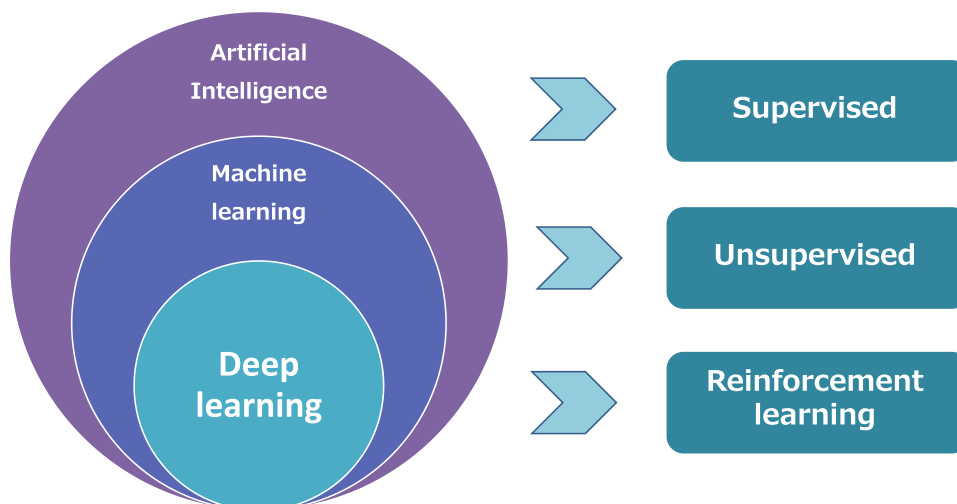 Artificial
Intelligence
Machine
learning
Deep
learning
Supervised
Unsupervised
Reinforcement
learning